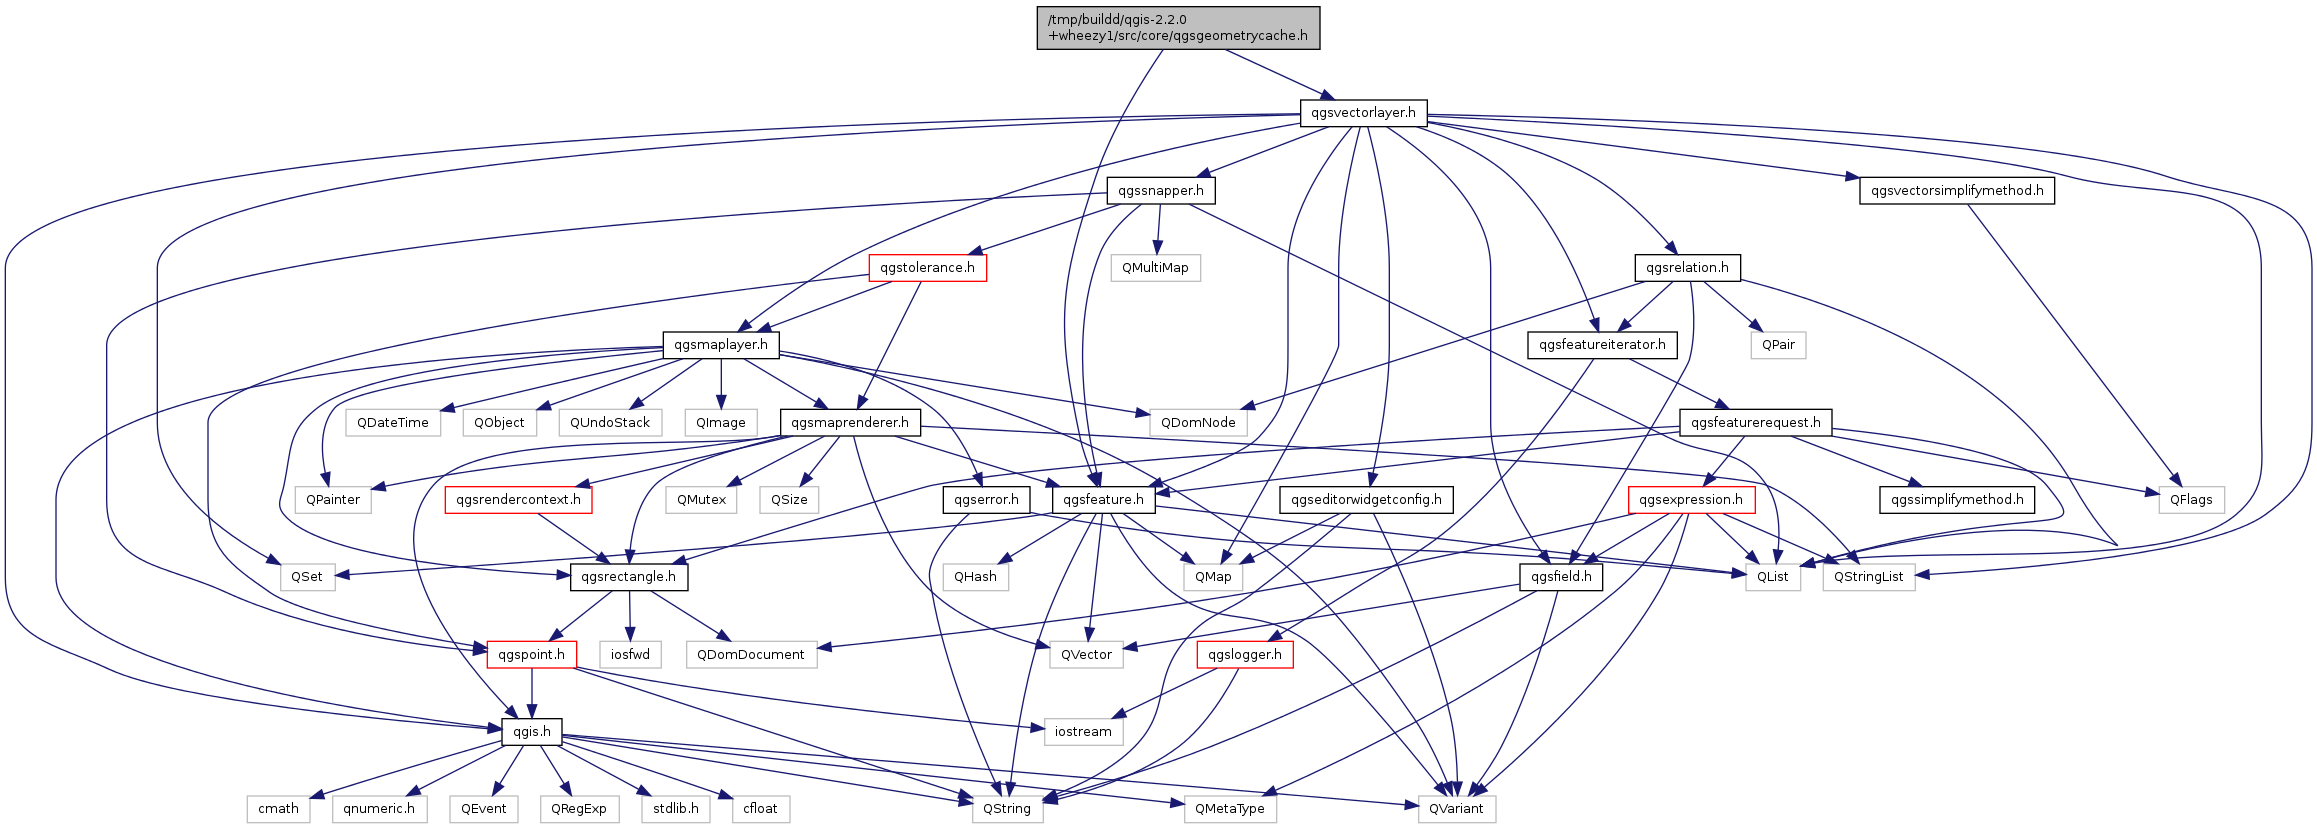 /tmp/buildd/qgis-2.2.0
+wheezy1/src/core/qgsgeometrycache.h
qgsvectorlayer.h
qgssnapper.h
qgsvectorsimplifymethod.h
qgstolerance.h
QMultiMap
qgsrelation.h
qgsmaplayer.h
qgsfeatureiterator.h
QPair
QDateTime
QObject
QUndoStack
QImage
qgsmaprenderer.h
QDomNode
qgsfeaturerequest.h
QPainter
qgsrendercontext.h
QMutex
QSize
qgserror.h
qgsfeature.h
qgseditorwidgetconfig.h
qgsexpression.h
qgssimplifymethod.h
QFlags
QSet
qgsrectangle.h
QHash
QMap
qgsfield.h
QList
QStringList
qgspoint.h
iosfwd
QDomDocument
QVector
qgslogger.h
qgis.h
iostream
cmath
qnumeric.h
QEvent
QRegExp
stdlib.h
cfloat
QString
QMetaType
QVariant